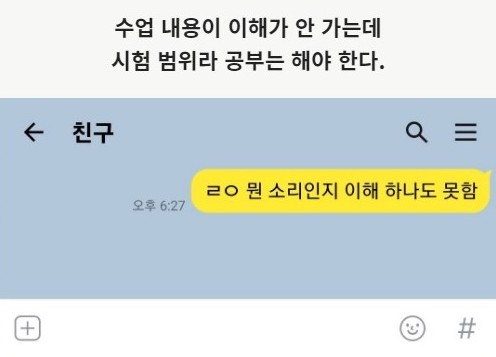 수업 내용이 이해가 안 가는데
시험 범위라 공부는 해야 한다.
친구
ㄹㅇ 뭔 소리인지 이해 하나도 못함
오후 6:27